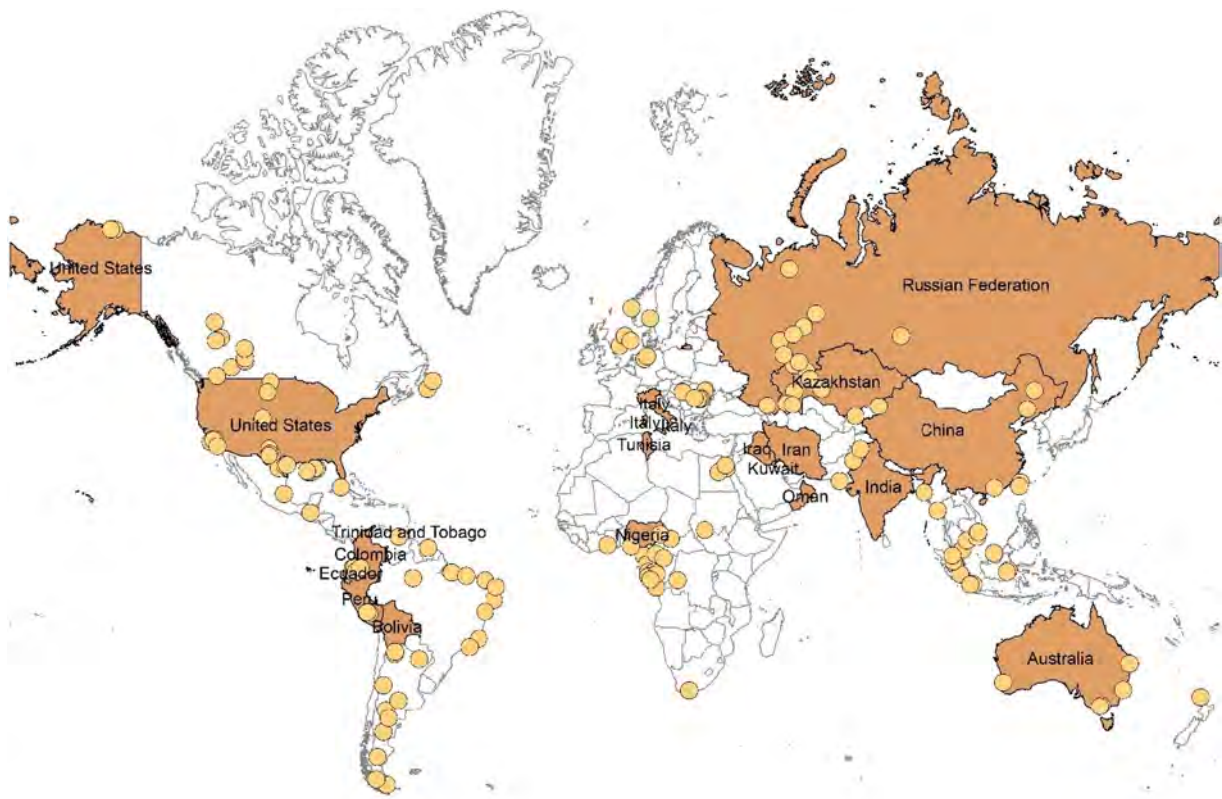 United States
Russian Federation
Kazakhstan
Italy
United States
Italy
Italy
China
Tunisia
Iraq
Iran
Kuwait
India
Oman
Trinidad and Tobago
Nigeria
Colombia
Ecuador
Peru
Bolivia
Australia